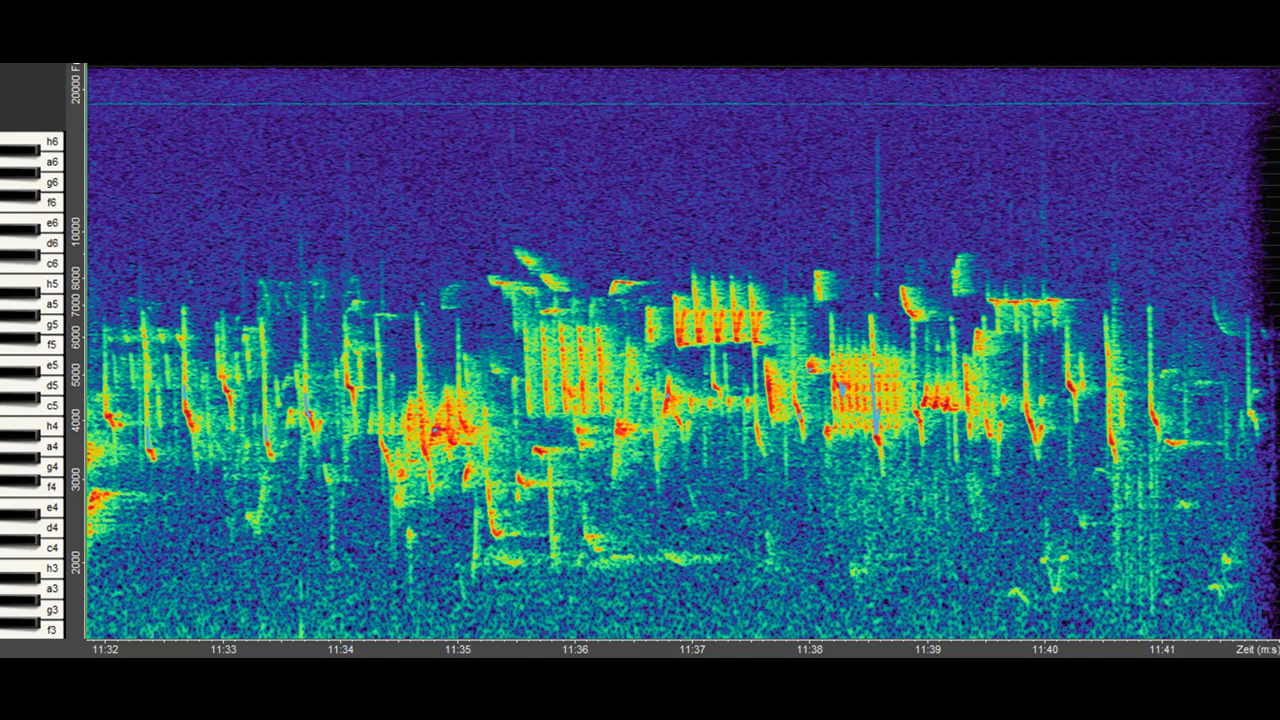 20000 F
10000
8000
7000
6000
5000
4000
3000
2000
h6
a6
g6
f6
e6
d6
c6
h5
a5
g5
f5
e5
d5
c5
h4
a4
g4
f4
e4
d4
c4
h3
a3
g3
f3
11:32 11:33 11:34 11:35 11:36 11:37 11:38 11:39 11:40 11:41 Zeit (m:s)